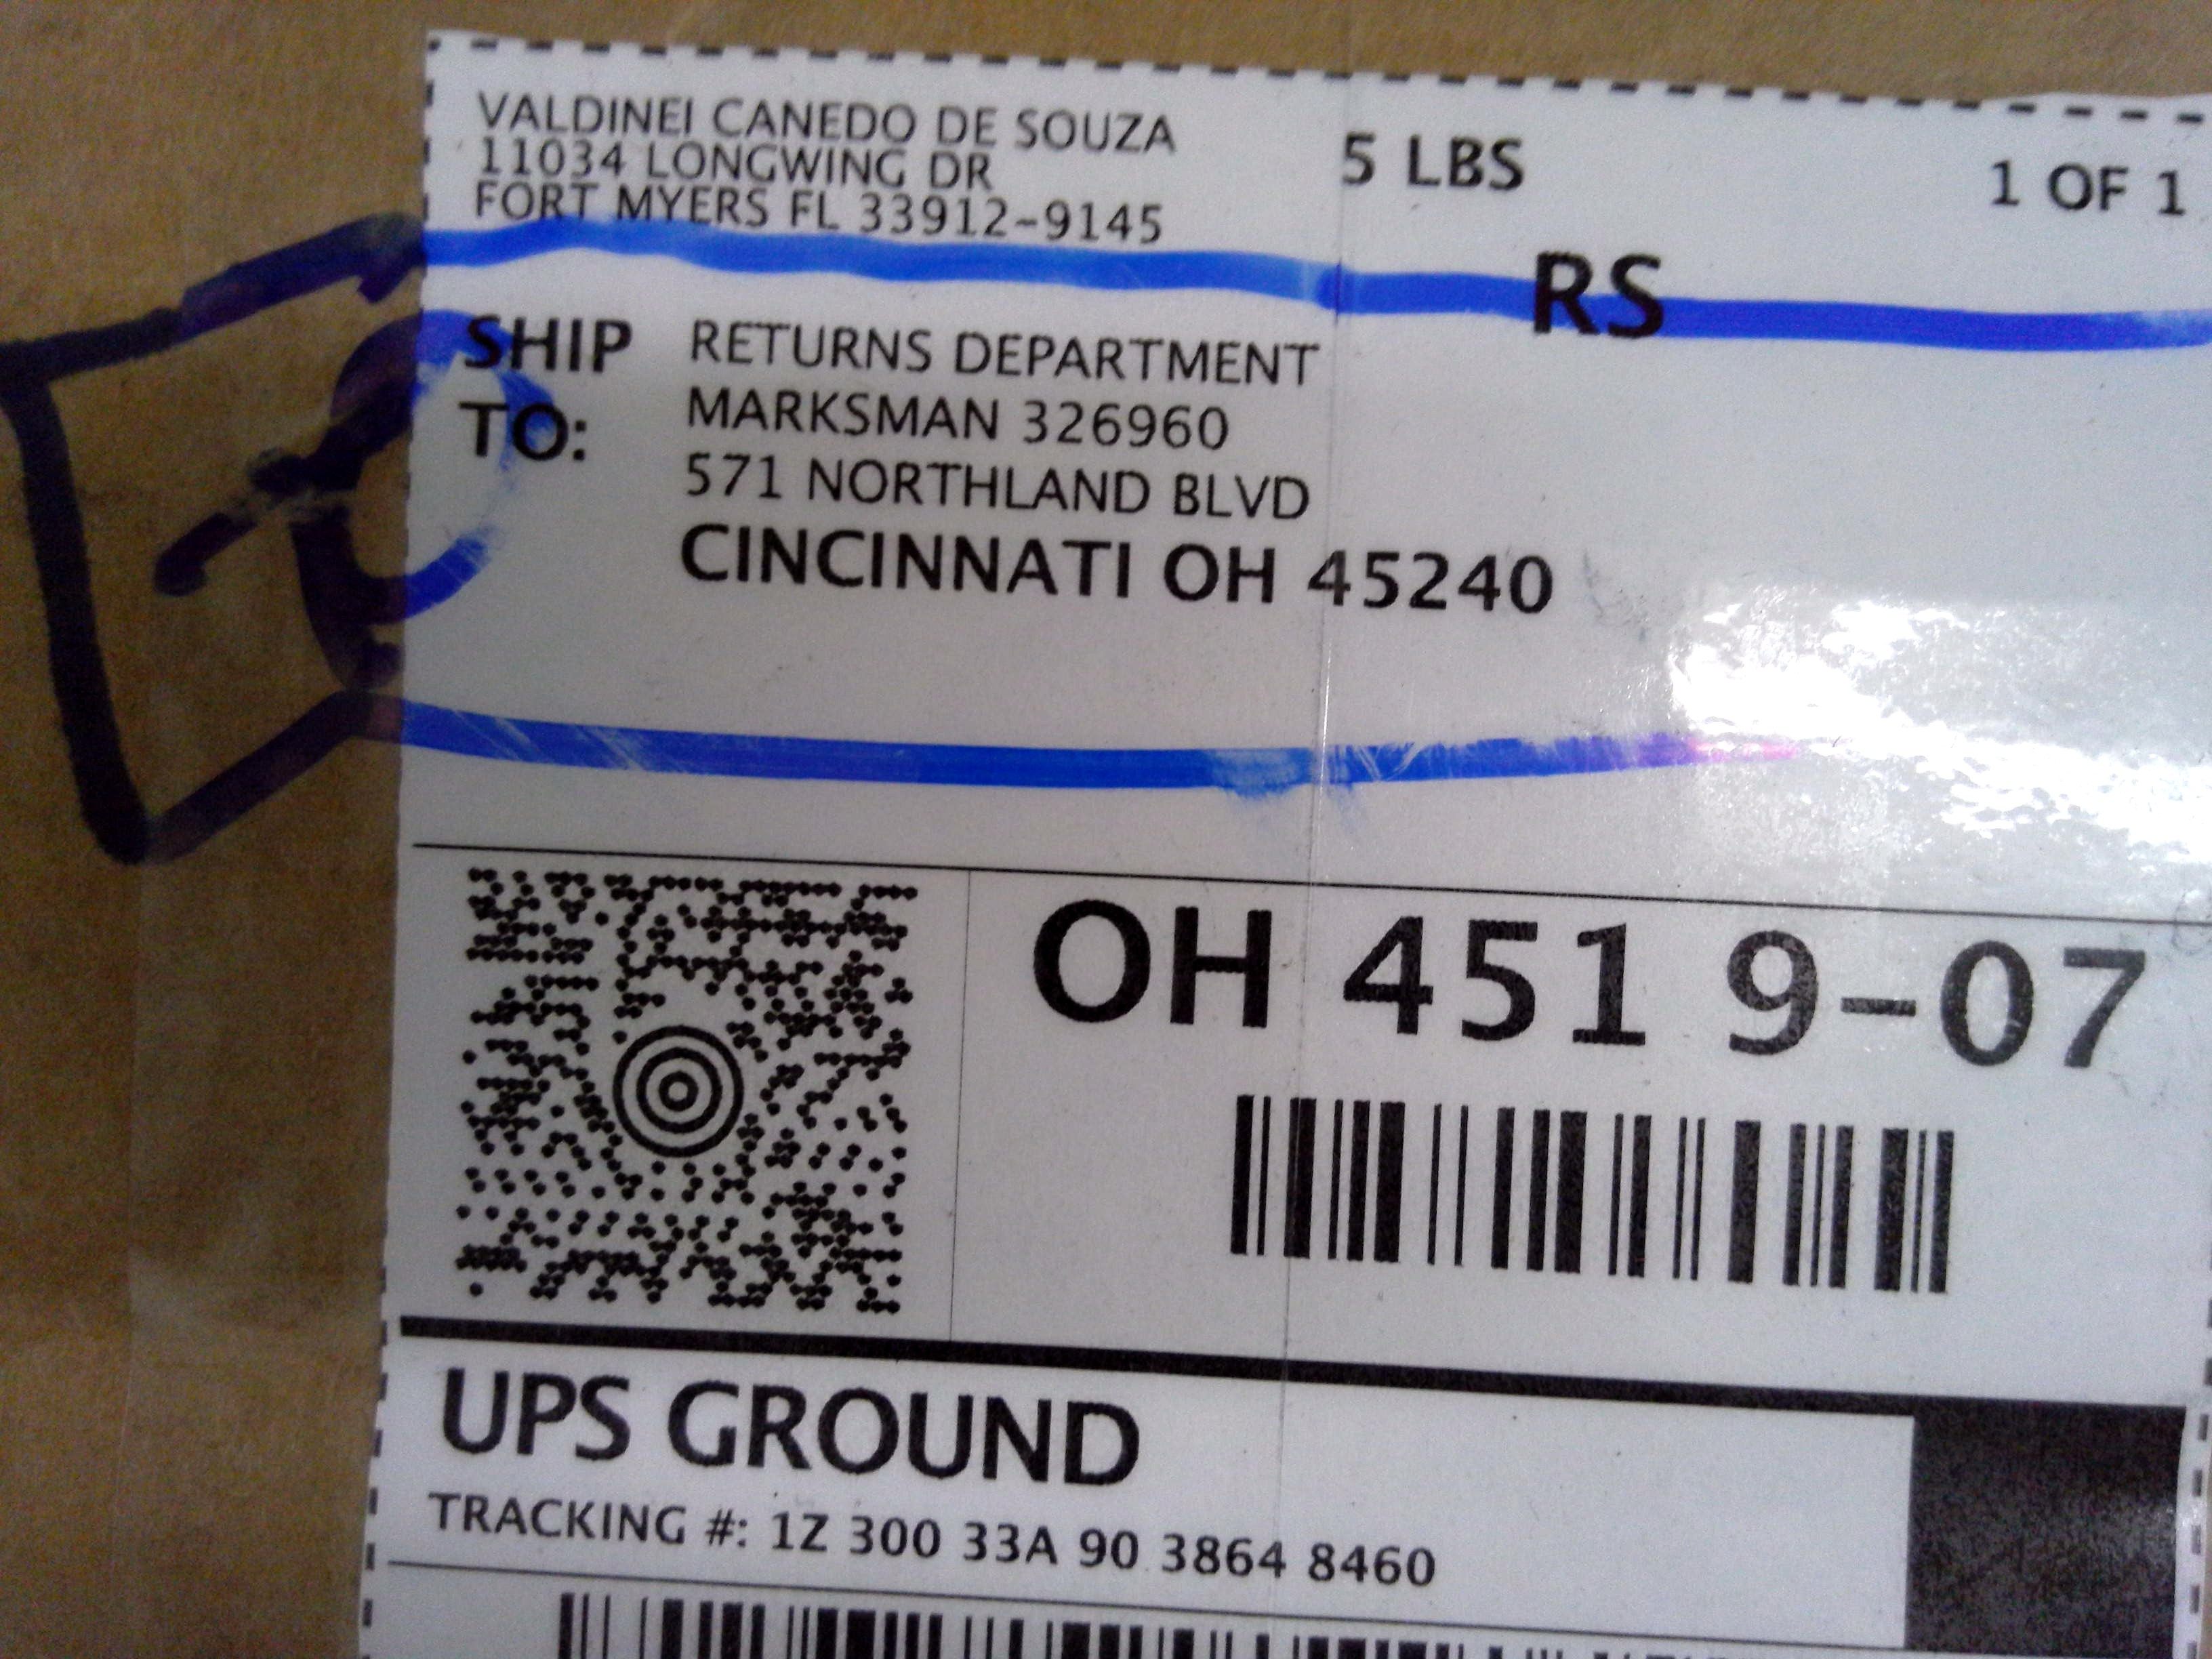 VALDINEI CANEDO DE SOUZA
11034 LONGWING DR
FORT MYERS FL 33912-9145
5 LBS
1 OF 1
RS
SHIP TO:
RETURNS DEPARTMENT
MARKSMAN 326960
571 NORTHLAND BLVD
CINCINNATI OH 45240
OH 451 9-07
UPS GROUND
TRACKING #: 1Z 300 33A 90 3864 8460